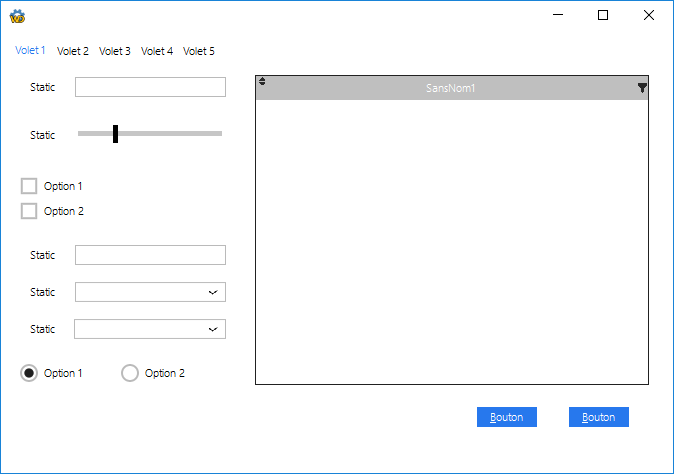 Volet 1 Volet 2 Volet 3 Volet 4 Volet 5
Static
SansNom1
Static
Option 1
Option 2
Static
Static
Static
Option 1 Option 2
Bouton Bouton